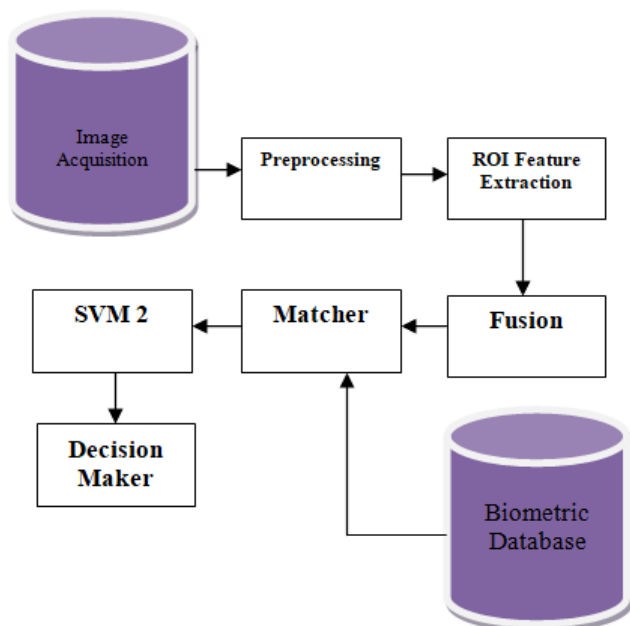 Image
Acquisition
Preprocessing
ROI Feature
Extraction
SVM 2
Matcher
Fusion
Decision
Maker
Biometric
Database